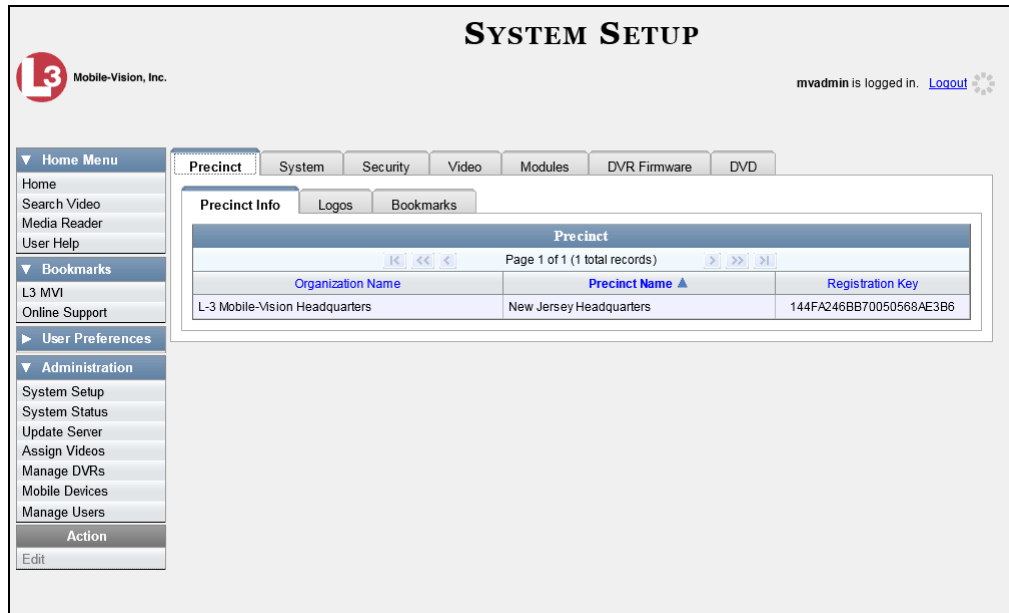 SYSTEM SETUP
L3 Mobile-Vision, Inc.
mvadmin is logged in. Logout
▼ Home Menu
Home
Search Video
Media Reader
User Help
▼ Bookmarks
L3 MVI
Online Support
► User Preferences
▼ Administration
System Setup
System Status
Update Server
Assign Videos
Manage DVRs
Mobile Devices
Manage Users
Action
Edit
Precinct System Security Video Modules DVR Firmware DVD
Precinct Info Logos Bookmarks
Precinct
|< << < Page 1 of 1 (1 total records) > >> >|
Organization Name Precinct Name ▲ Registration Key
L-3 Mobile-Vision Headquarters New Jersey Headquarters 144FA246BB70050568AE3B6